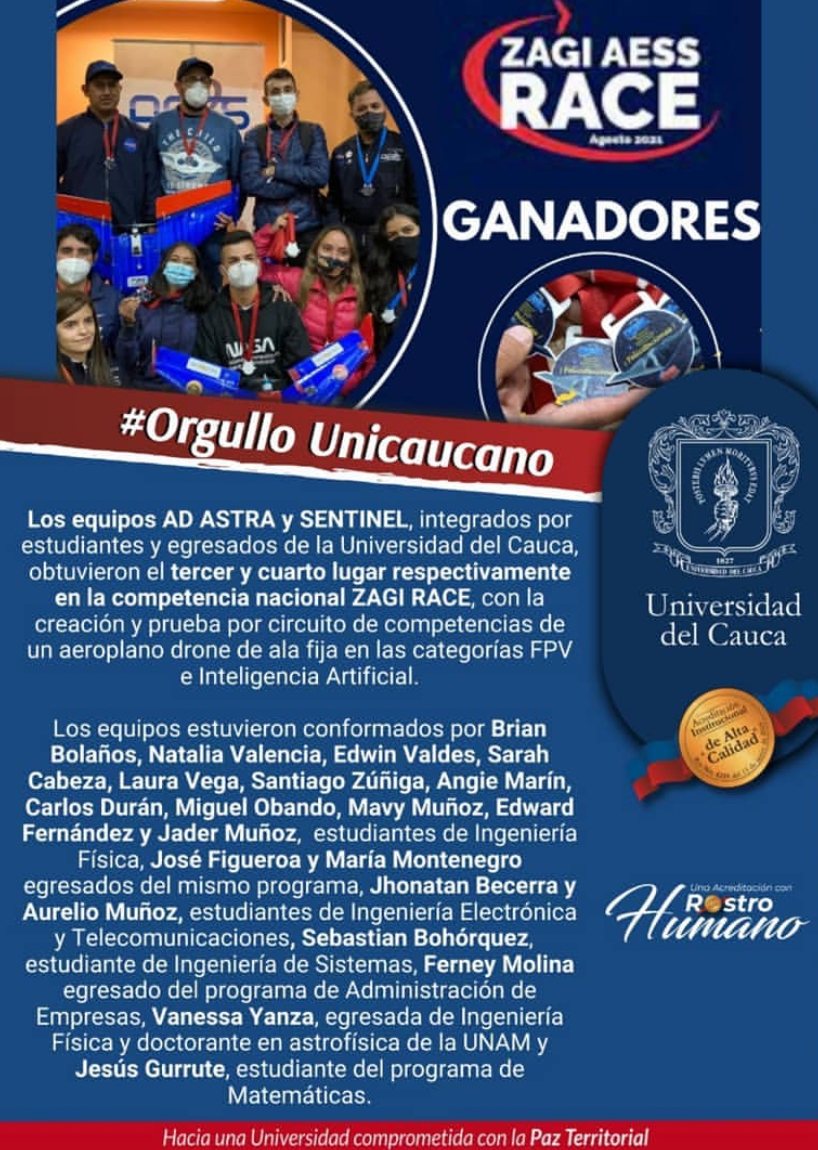 ZAGI AESS
RACE
Agosto 2021
GANADORES
NASA
#Orgullo Unicaucano
Los equipos AD ASTRA y SENTINEL, integrados por
estudiantes y egresados de la Universidad del Cauca,
obtuvieron el tercer y cuarto lugar respectivamente
en la competencia nacional ZAGI RACE, con la
creación y prueba por circuito de competencias de
un aeroplano drone de ala fija en las categorías FPV
e Inteligencia Artificial.
Los equipos estuvieron conformados por Brian
Bolaños, Natalia Valencia, Edwin Valdes, Sarah
Cabeza, Laura Vega, Santiago Zúñiga, Angie Marín,
Carlos Durán, Miguel Obando, Mavy Muñoz, Edward
Fernández y Jader Muñoz, estudiantes de Ingeniería
Física, José Figueroa y María Montenegro
egresados del mismo programa, Jhonatan Becerra y
Aurelio Muñoz, estudiantes de Ingeniería Electrónica
y Telecomunicaciones, Sebastian Bohórquez,
estudiante de Ingeniería de Sistemas, Ferney Molina
egresado del programa de Administración de
Empresas, Vanessa Yanza, egresada de Ingeniería
Física y doctorante en astrofísica de la UNAM y
Jesús Gurrute, estudiante del programa de
Matemáticas.
POSTERIS LVMEN MORITVRVS EDAT
1827
UNIVERSIDAD DEL CAUCA
Universidad
del Cauca
Acreditación
Institucional
de Alta
Calidad
Una Acreditación con
Rostro
Humano
Hacia una Universidad comprometida con la Paz Territorial